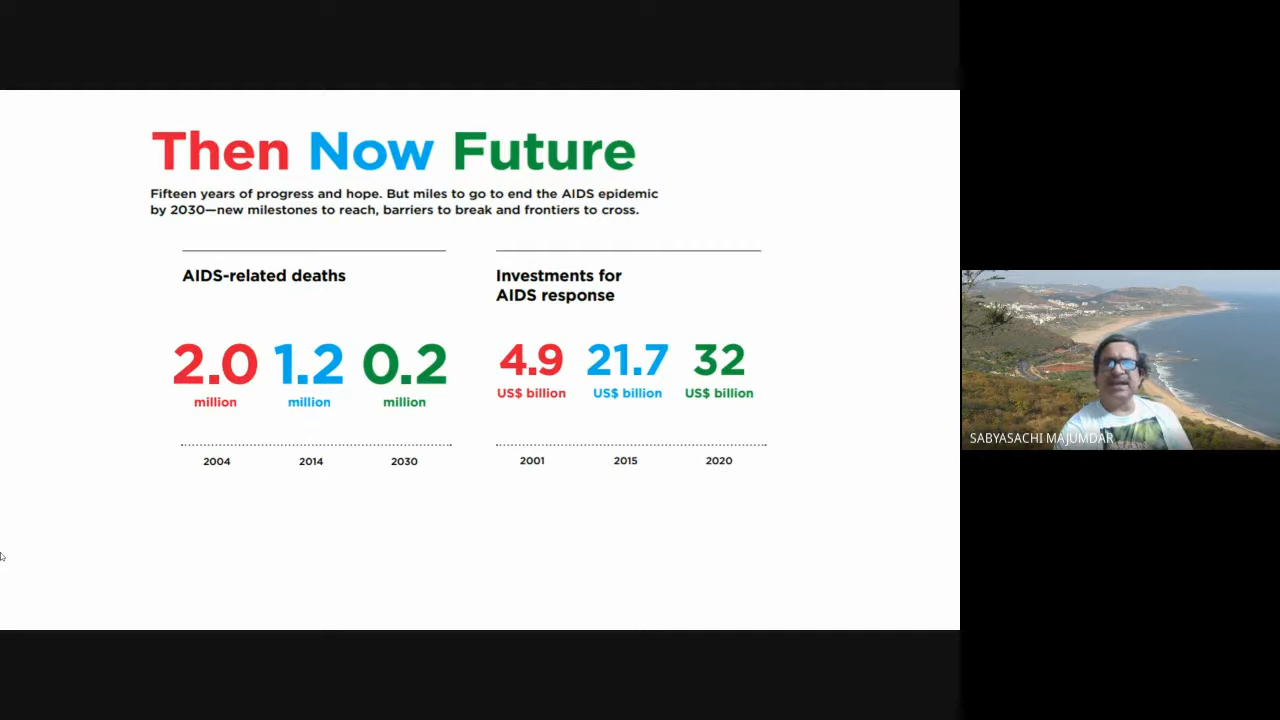 Then Now Future
Fifteen years of progress and hope. But miles to go to end the AIDS epidemic
by 2030—new milestones to reach, barriers to break and frontiers to cross.
AIDS-related deaths
2.0 1.2 0.2
million million million
2004 2014 2030
Investments for
AIDS response
4.9 21.7 32
US$ billion US$ billion US$ billion
2001 2015 2020
SABYASACHI MAJUMDAR